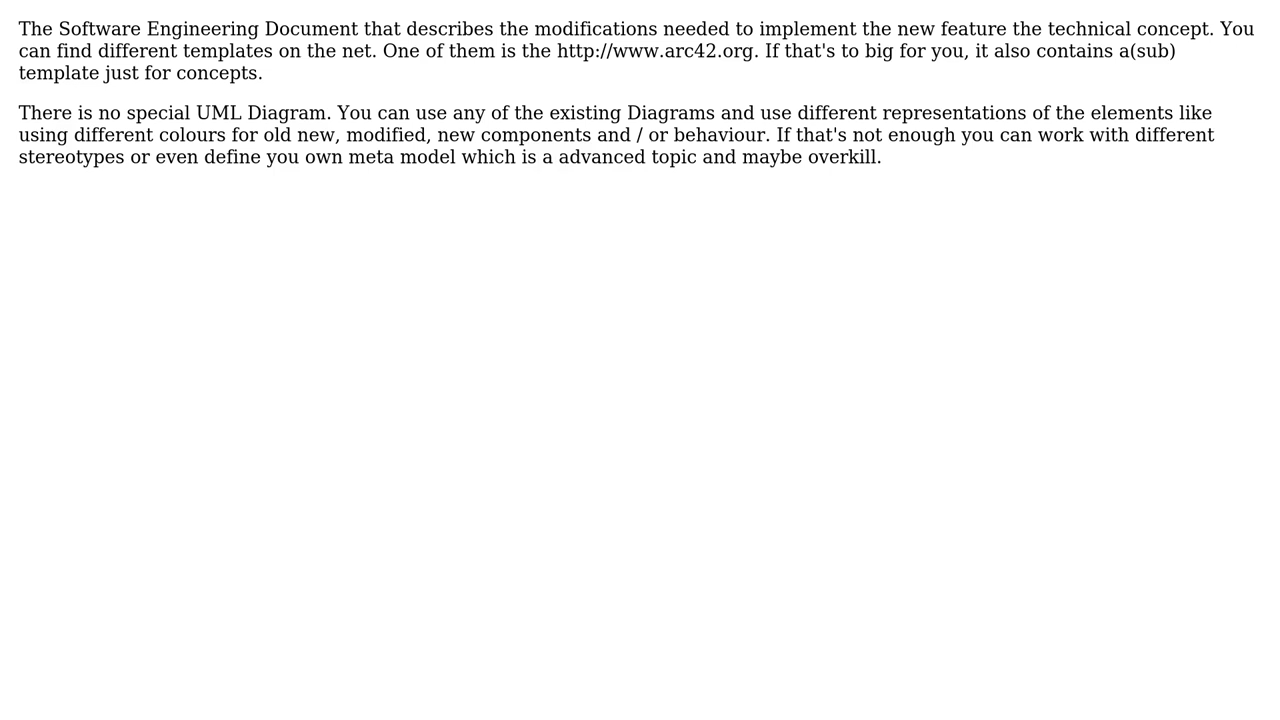 The Software Engineering Document that describes the modifications needed to implement the new feature the technical concept. You
can find different templates on the net. One of them is the http://www.arc42.org. If that's to big for you, it also contains a(sub)
template just for concepts.
There is no special UML Diagram. You can use any of the existing Diagrams and use different representations of the elements like
using different colours for old new, modified, new components and / or behaviour. If that's not enough you can work with different
stereotypes or even define you own meta model which is a advanced topic and maybe overkill.